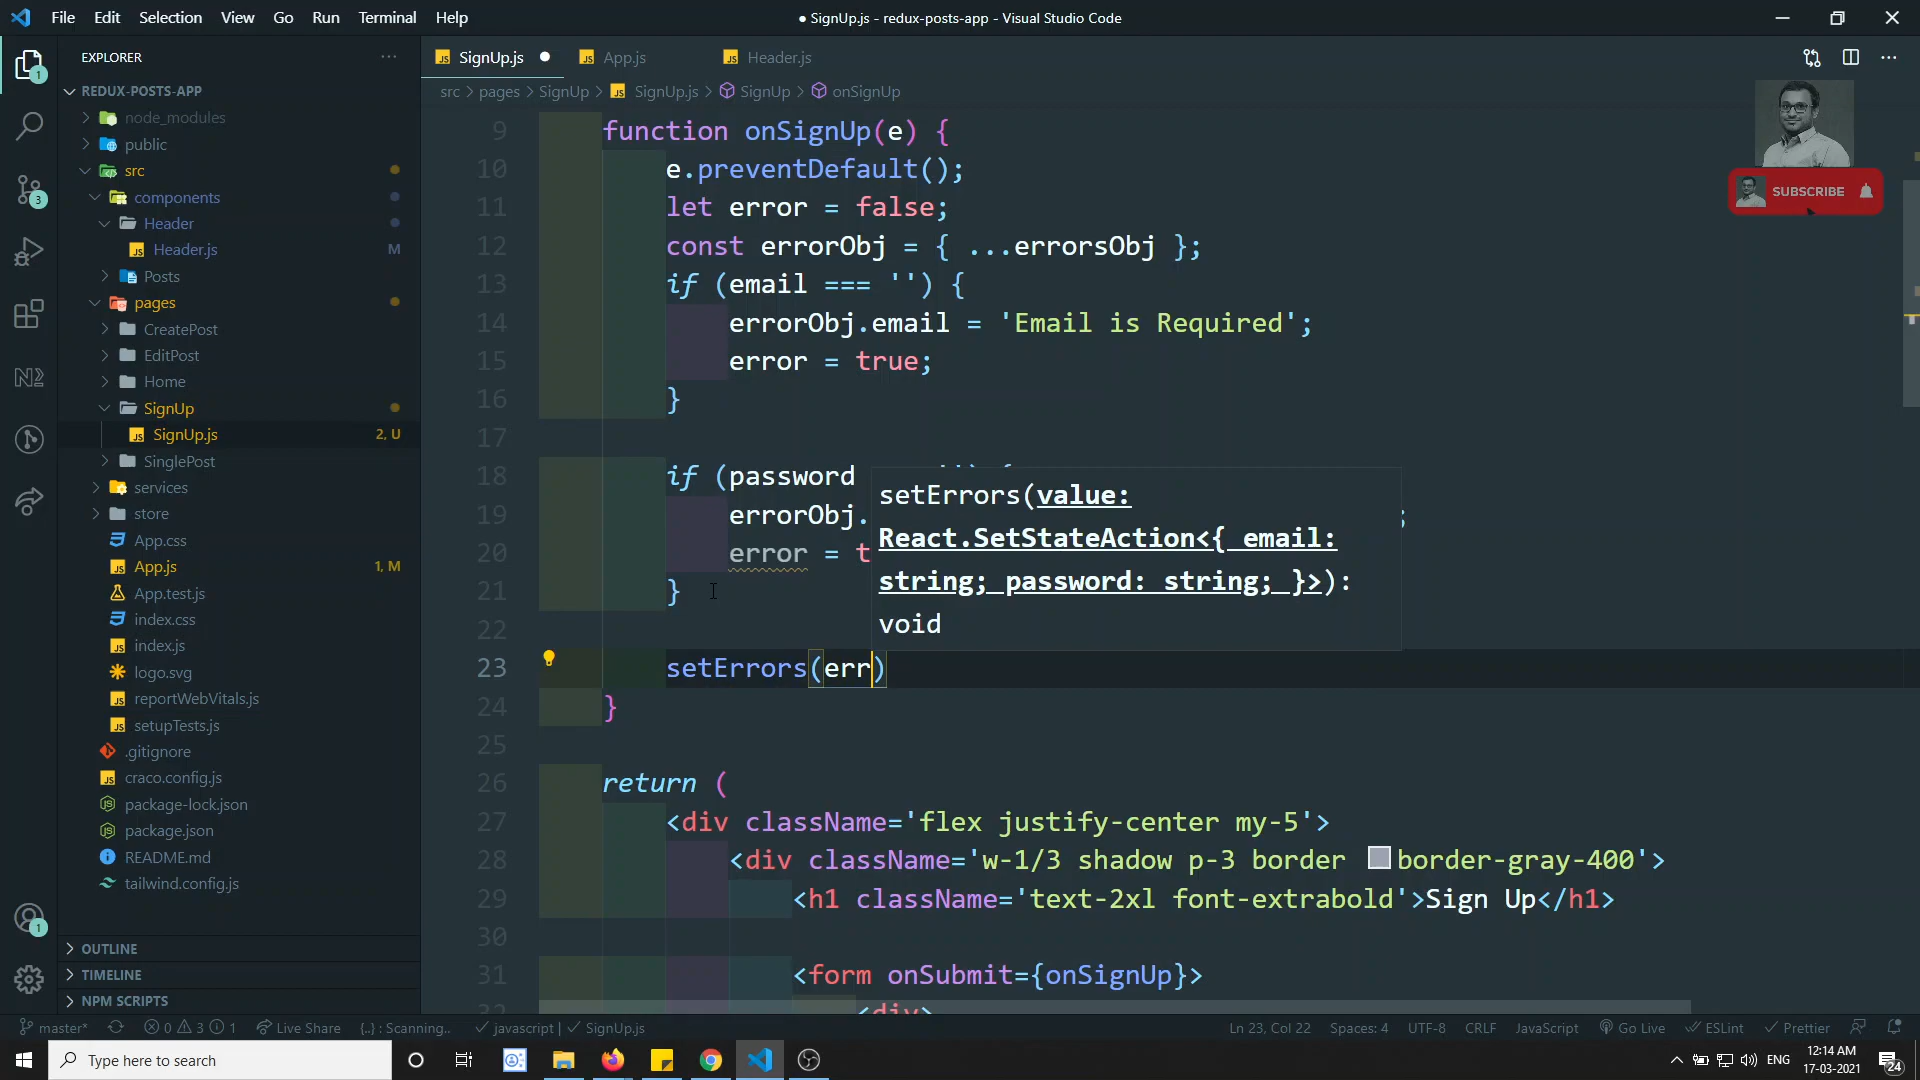 File Edit Selection View Go Run Terminal Help
● SignUp.js - redux-posts-app - Visual Studio Code
EXPLORER
REDUX-POSTS-APP
node_modules
public
src
components
Header
Header.js M
Posts
pages
CreatePost
EditPost
Home
SignUp
SignUp.js 2, U
SinglePost
services
store
App.css
App.js 1, M
App.test.js
index.css
index.js
logo.svg
reportWebVitals.js
setupTests.js
.gitignore
craco.config.js
package-lock.json
package.json
README.md
tailwind.config.js
OUTLINE
TIMELINE
NPM SCRIPTS
1
3
1
SignUp.js ● App.js Header.js
src > pages > SignUp > SignUp.js > SignUp > onSignUp
9 function onSignUp(e) {
10 e.preventDefault();
11 let error = false;
12 const errorObj = { ...errorsObj };
13 if (email === '') {
14 errorObj.email = 'Email is Required';
15 error = true;
16 }
17
18 if (password
19 errorObj.
20 error = t
21 }
22
23 setErrors(err)
24 }
25
26 return (
27 <div className='flex justify-center my-5'>
28 <div className='w-1/3 shadow p-3 border border-gray-400'>
29 <h1 className='text-2xl font-extrabold'>Sign Up</h1>
30
31 <form onSubmit={onSignUp}>
32 <div>
setErrors(value:
React.SetStateAction<{ email:
string; password: string; }>):
void
SUBSCRIBE
master* 0 3 1 Live Share {..} : Scanning.. javascript | SignUp.js
Ln 23, Col 22 Spaces: 4 UTF-8 CRLF JavaScript Go Live ESLint Prettier
Type here to search
ENG
12:14 AM
17-03-2021
24